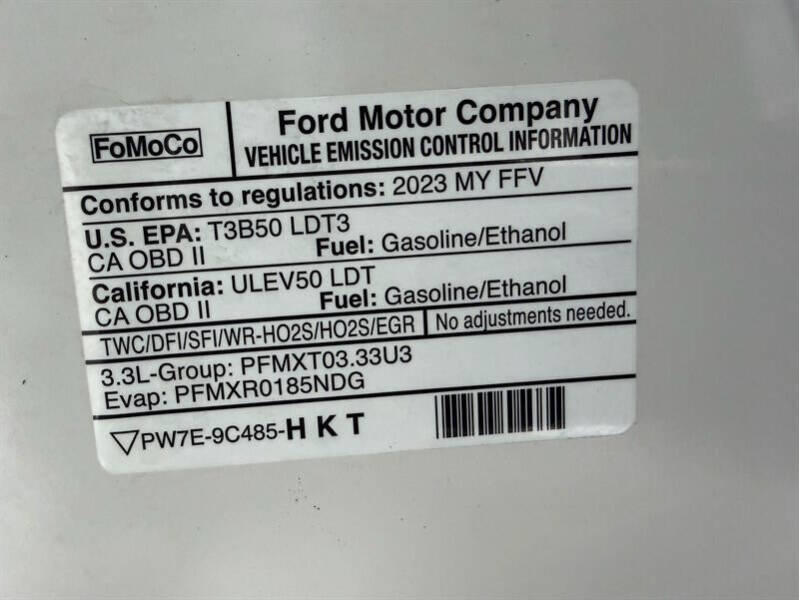 FoMoCo
Ford Motor Company
VEHICLE EMISSION CONTROL INFORMATION
Conforms to regulations: 2023 MY FFV
U.S. EPA: T3B50 LDT3
CA OBD II Fuel: Gasoline/Ethanol
California: ULEV50 LDT
CA OBD II Fuel: Gasoline/Ethanol
TWC/DFI/SFI/WR-HO2S/HO2S/EGR No adjustments needed.
3.3L-Group: PFMXT03.33U3
Evap: PFMXR0185NDG
PW7E-9C485-H K T